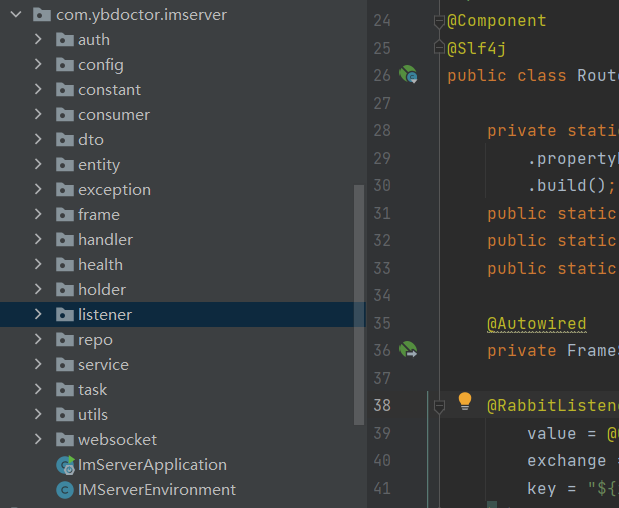 com.ybdoctor.imserver
auth
config
constant
consumer
dto
entity
exception
frame
handler
health
holder
listener
repo
service
task
utils
websocket
ImServerApplication
IMServerEnvironment
24 @Component
25 @Slf4j
26 public class Route
27
28 private static
29 .property
30 .build();
31 public static
32 public static
33 public static
34
35 @Autowired
36 private Frame
37
38 @RabbitListen
39 value = @
40 exchange =
41 key = "${